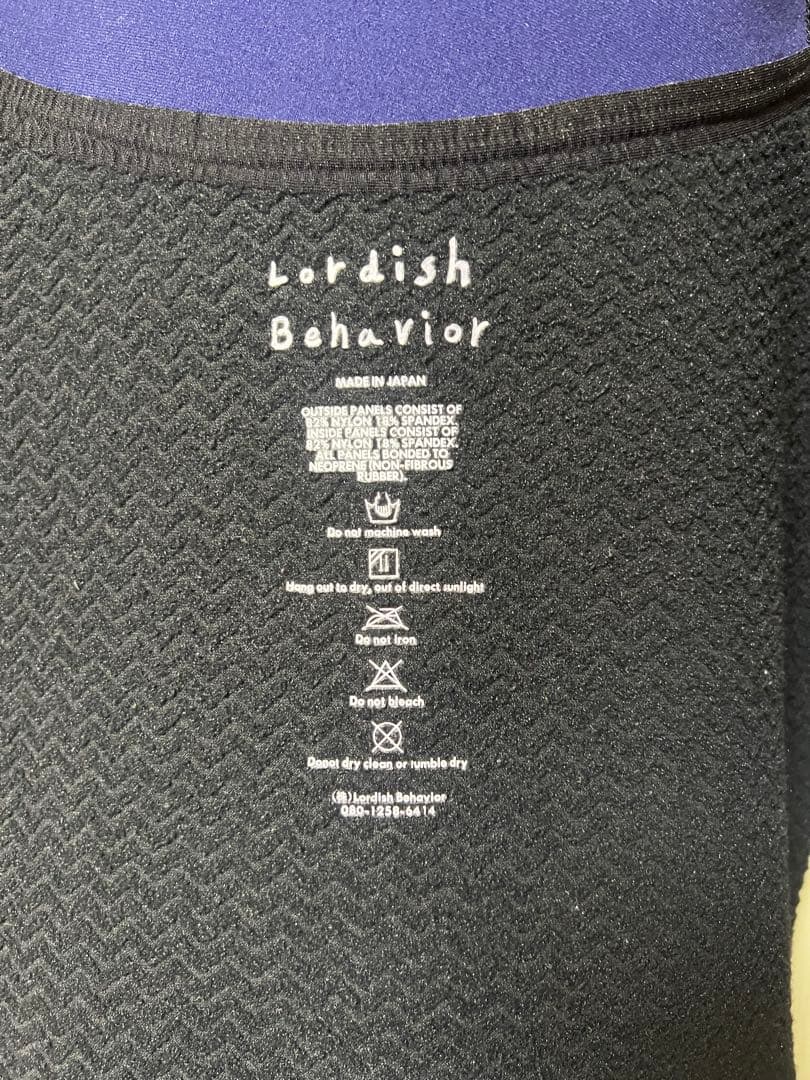 Lordish
Behavior
MADE IN JAPAN
OUTSIDE PANELS CONSIST OF
82% NYLON 18% SPANDEX.
INSIDE PANELS CONSIST OF
82% NYLON 18% SPANDEX.
ALL PANELS BONDED TO
NEOPRENE (NON-FIBROUS
RUBBER).
Do not machine wash
Hang out to dry, out of direct sunlight
Do not Iron
Do not bleach
Donot dry clean or tumble dry
(株)Lordish Behavior
080-1258-6414